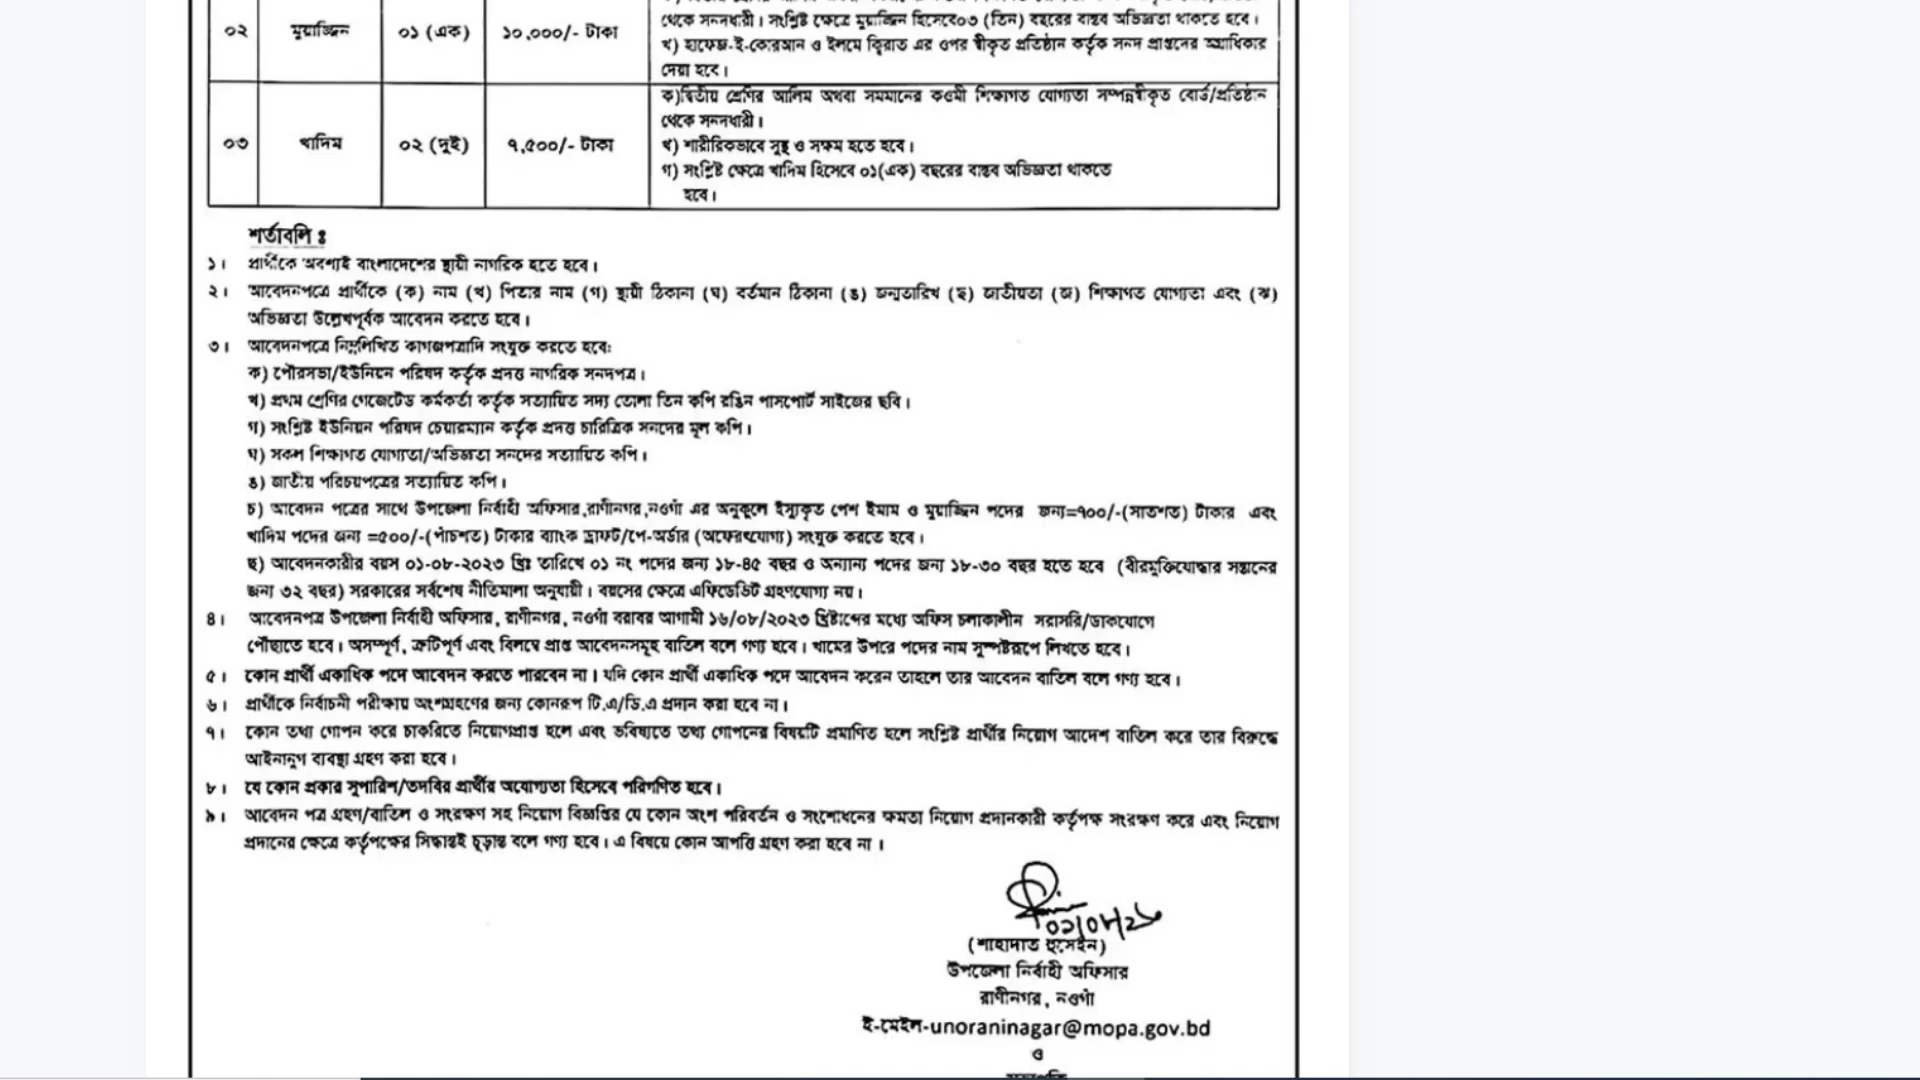 থেকে সনদধারী। সংশ্লিষ্ট ক্ষেত্রে মুয়াজ্জিন হিসেবে০৩ (তিন) বছরের বাস্তব অভিজ্ঞতা থাকতে হবে।
০২ মুয়াজ্জিন ০১ (এক) ১০,০০০/- টাকা
খ) হাফেজ-ই-কোরআন ও ইলমে ক্বিরাত এর ওপর স্বীকৃত প্রতিষ্ঠান কর্তৃক সনদ প্রাপ্তদের অগ্রাধিকার
দেয়া হবে।
ক)দ্বিতীয় শ্রেণির আলিম অথবা সমমানের কওমী শিক্ষাগত যোগ্যতা সম্পন্নস্বীকৃত বোর্ড/প্রতিষ্ঠান
থেকে সনদধারী।
০৩ খাদিম ০২ (দুই) ৭,৫০০/- টাকা
খ) শারীরিকভাবে সুস্থ ও সক্ষম হতে হবে।
গ) সংশ্লিষ্ট ক্ষেত্রে খাদিম হিসেবে ০১(এক) বছরের বাস্তব অভিজ্ঞতা থাকতে
হবে।
শর্তাবলি ঃ
১। প্রার্থীকে অবশ্যই বাংলাদেশের স্থায়ী নাগরিক হতে হবে।
২। আবেদনপত্রে প্রার্থীকে (ক) নাম (খ) পিতার নাম (গ) স্থায়ী ঠিকানা (ঘ) বর্তমান ঠিকানা (ঙ) জন্মতারিখ (ছ) জাতীয়তা (জ) শিক্ষাগত যোগ্যতা এবং (ঝ)
অভিজ্ঞতা উল্লেখপূর্বক আবেদন করতে হবে।
৩। আবেদনপত্রে নিম্নলিখিত কাগজপত্রাদি সংযুক্ত করতে হবে:
ক) পৌরসভা/ইউনিয়ন পরিষদ কর্তৃক প্রদত্ত নাগরিক সনদপত্র।
খ) প্রথম শ্রেণির গেজেটেড কর্মকর্তা কর্তৃক সত্যায়িত সদ্য তোলা তিন কপি রঙিন পাসপোর্ট সাইজের ছবি।
গ) সংশ্লিষ্ট ইউনিয়ন পরিষদ চেয়ারম্যান কর্তৃক প্রদত্ত চারিত্রিক সনদের মূল কপি।
ঘ) সকল শিক্ষাগত যোগ্যতা/অভিজ্ঞতা সনদের সত্যায়িত কপি।
ঙ) জাতীয় পরিচয়পত্রের সত্যায়িত কপি।
চ) আবেদন পত্রের সাথে উপজেলা নির্বাহী অফিসার,রাণীনগর,নওগাঁ এর অনুকূলে ইস্যুকৃত পেশ ইমাম ও মুয়াজ্জিন পদের জন্য=৭০০/-(সাতশত) টাকার এবং
খাদিম পদের জন্য =৫০০/-(পাঁচশত) টাকার ব্যাংক ড্রাফট/পে-অর্ডার (অফেরৎযোগ্য) সংযুক্ত করতে হবে।
ছ) আবেদনকারীর বয়স ০১-০৮-২০২৩ খ্রিঃ তারিখে ০১ নং পদের জন্য ১৮-৪৫ বছর ও অন্যান্য পদের জন্য ১৮-৩০ বছর হতে হবে (বীরমুক্তিযোদ্ধার সন্তানের
জন্য ৩২ বছর) সরকারের সর্বশেষ নীতিমালা অনুযায়ী। বয়সের ক্ষেত্রে এফিডেভিট গ্রহণযোগ্য নয়।
৪। আবেদনপত্র উপজেলা নির্বাহী অফিসার, রাণীনগর, নওগাঁ বরাবর আগামী ১৬/০৮/২০২৩ খ্রিষ্টাব্দের মধ্যে অফিস চলাকালীন সরাসরি/ডাকযোগে
পৌঁছাতে হবে। অসম্পূর্ণ, ত্রুটিপূর্ণ এবং বিলম্বে প্রাপ্ত আবেদনসমূহ বাতিল বলে গণ্য হবে। খামের উপরে পদের নাম সুস্পষ্টরূপে লিখতে হবে।
৫। কোন প্রার্থী একাধিক পদে আবেদন করতে পারবেন না। যদি কোন প্রার্থী একাধিক পদে আবেদন করেন তাহলে তার আবেদন বাতিল বলে গণ্য হবে।
৬। প্রার্থীকে নির্বাচনী পরীক্ষায় অংশগ্রহণের জন্য কোনরূপ টি.এ/ডি.এ প্রদান করা হবে না।
৭। কোন তথ্য গোপন করে চাকরিতে নিয়োগপ্রাপ্ত হলে এবং ভবিষ্যতে তথ্য গোপনের বিষয়টি প্রমাণিত হলে সংশ্লিষ্ট প্রার্থীর নিয়োগ আদেশ বাতিল করে তার বিরুদ্ধে
আইনানুগ ব্যবস্থা গ্রহণ করা হবে।
৮। যে কোন প্রকার সুপারিশ/তদবির প্রার্থীর অযোগ্যতা হিসেবে পরিগণিত হবে।
৯। আবেদন পত্র গ্রহণ/বাতিল ও সংরক্ষণ সহ নিয়োগ বিজ্ঞপ্তির যে কোন অংশ পরিবর্তন ও সংশোধনের ক্ষমতা নিয়োগ প্রদানকারী কর্তৃপক্ষ সংরক্ষণ করে এবং নিয়োগ
প্রদানের ক্ষেত্রে কর্তৃপক্ষের সিদ্ধান্তই চূড়ান্ত বলে গণ্য হবে। এ বিষয়ে কোন আপত্তি গ্রহণ করা হবে না।
(শাহাদাত হুসেইন)
উপজেলা নির্বাহী অফিসার
রাণীনগর, নওগাঁ
ই-মেইল-unoraninagar@mopa.gov.bd
ও